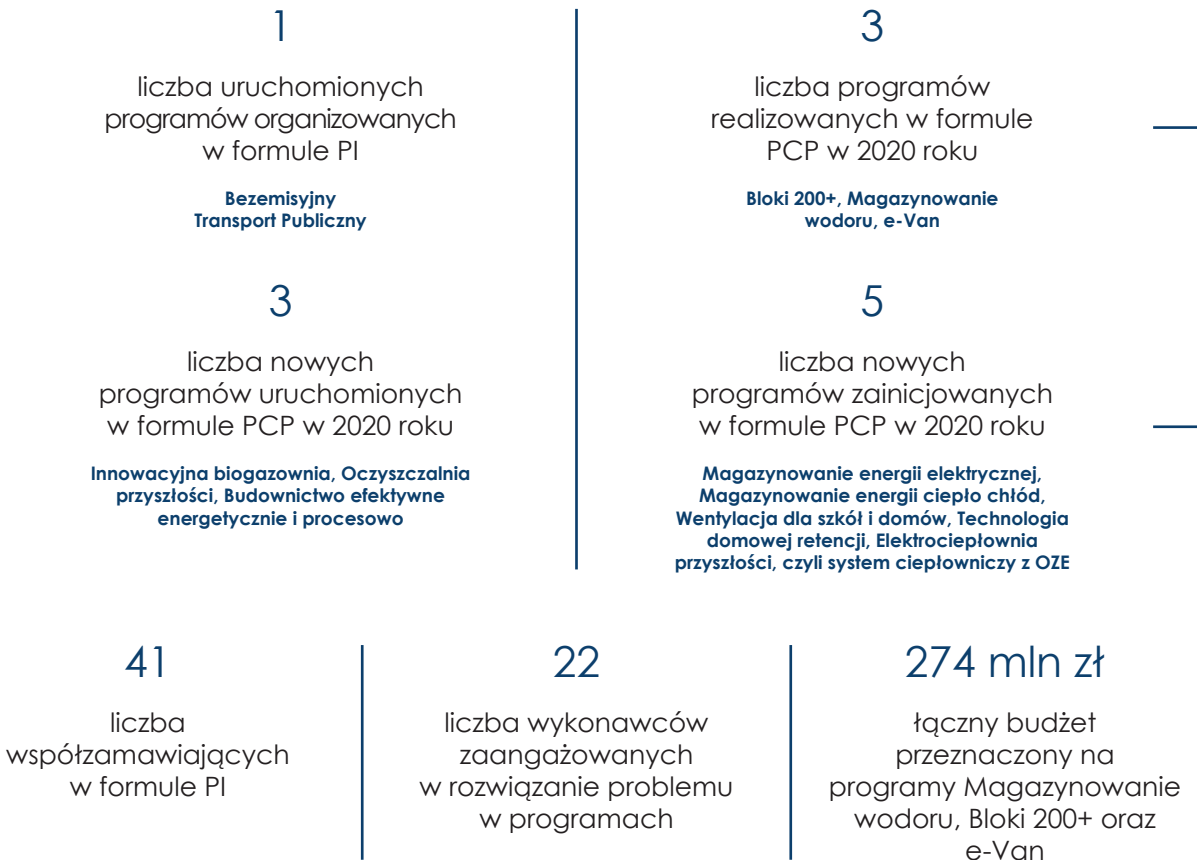 1
liczba uruchomionych
programów organizowanych
w formule PI
Bezemisyjny
Transport Publiczny
3
liczba programów
realizowanych w formule
PCP w 2020 roku
Bloki 200+, Magazynowanie
wodoru, e-Van
3
liczba nowych
programów uruchomionych
w formule PCP w 2020 roku
Innowacyjna biogazownia, Oczyszczalnia
przyszłości, Budownictwo efektywne
energetycznie i procesowo
5
liczba nowych
programów zainicjowanych
w formule PCP w 2020 roku
Magazynowanie energii elektrycznej,
Magazynowanie energii ciepło chłód,
Wentylacja dla szkół i domów, Technologia
domowej retencji, Elektrociepłownia
przyszłości, czyli system ciepłowniczy z OZE
41
liczba
współzamawiających
w formule PI
22
liczba wykonawców
zaangażowanych
w rozwiązanie problemu
w programach
274 mln zł
łączny budżet
przeznaczony na
programy Magazynowanie
wodoru, Bloki 200+ oraz
e-Van